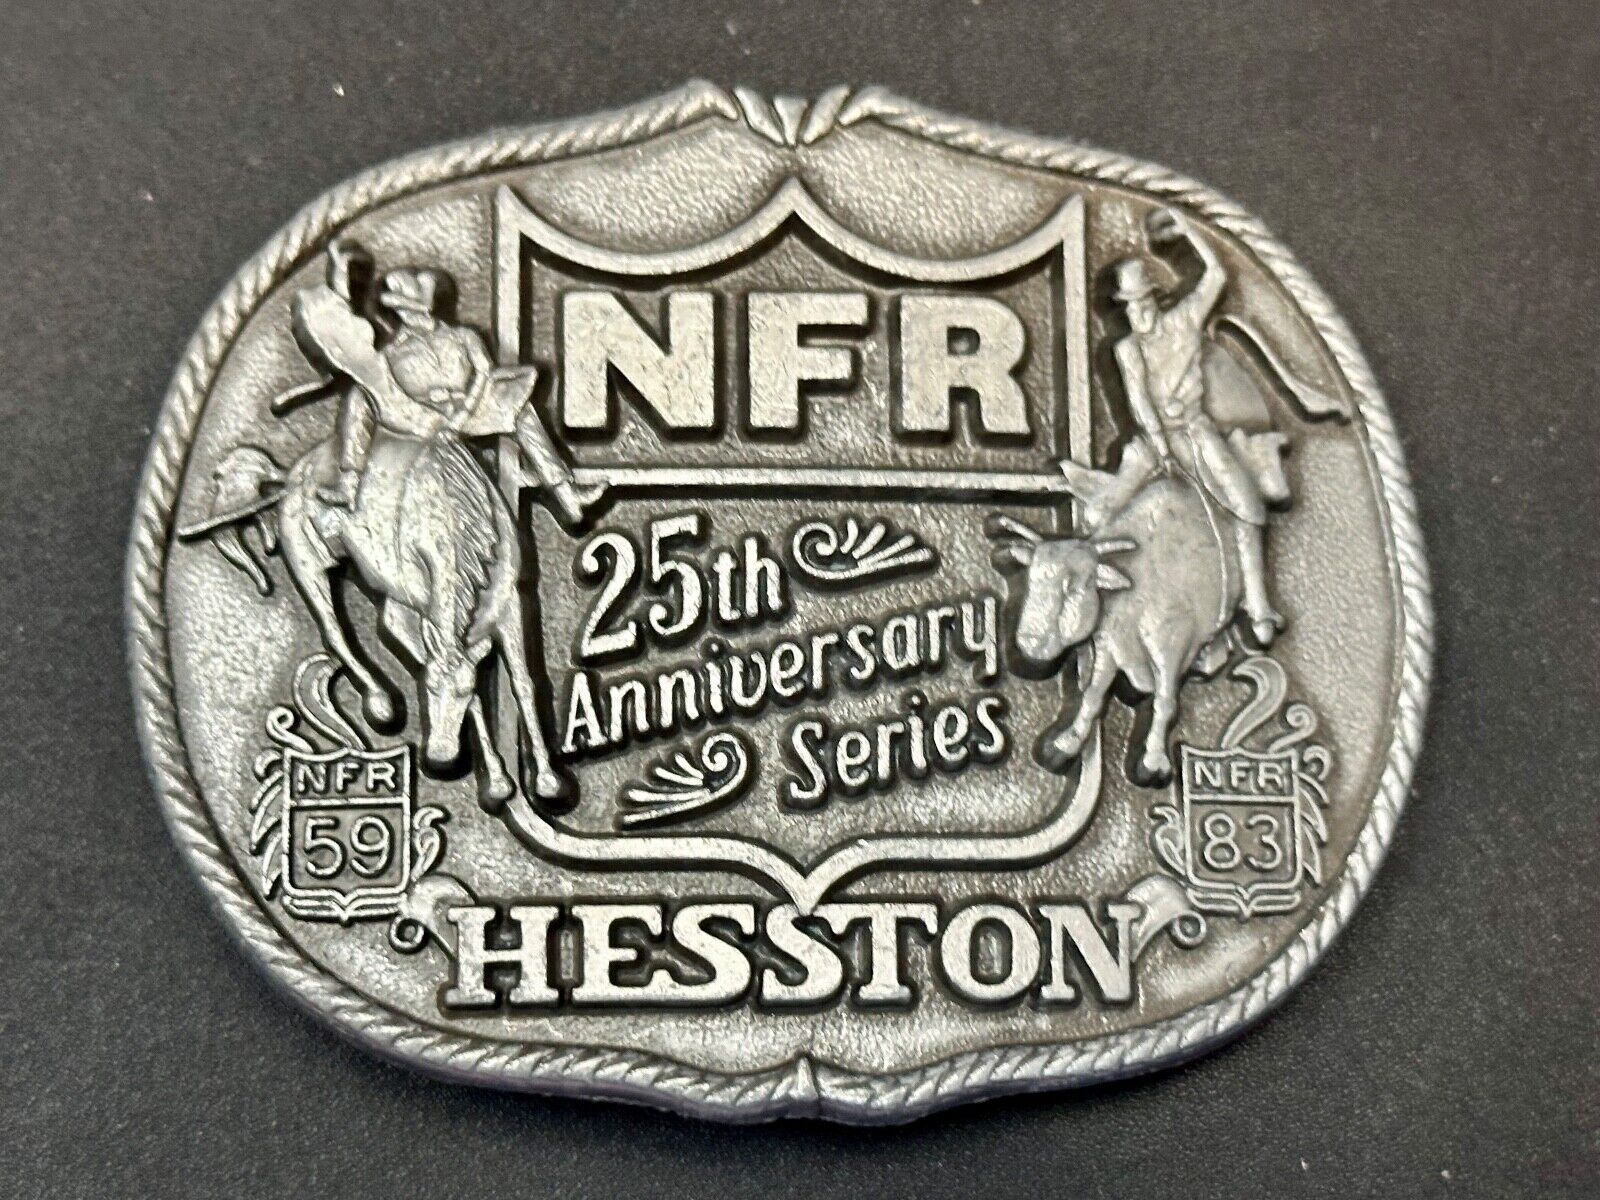 NFR
25th
Anniversary
Series
NFR
59
NFR
83
HESSTON